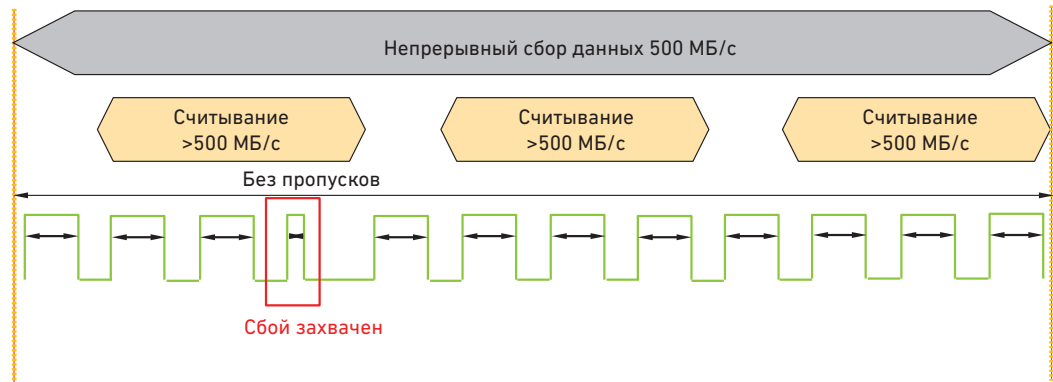 Непрерывный сбор данных 500 МБ/с
Считывание
>500 МБ/с
Считывание
>500 МБ/с
Считывание
>500 МБ/с
Без пропусков
Сбой захвачен